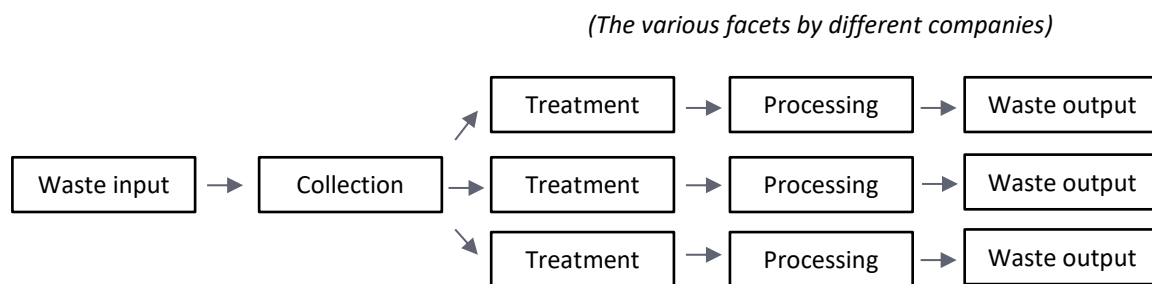 (The various facets by different companies)
Treatment Processing Waste output
Waste input Collection Treatment Processing Waste output
Treatment Processing Waste output